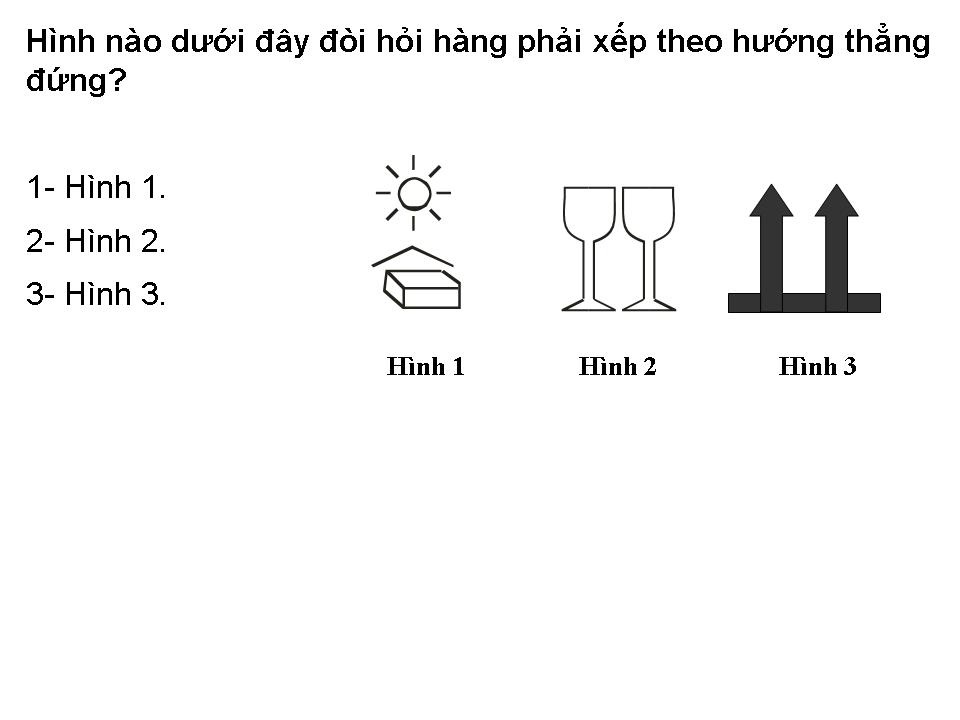 Hình nào dưới đây đòi hỏi hàng phải xếp theo hướng thẳng
đứng?
1- Hình 1.
2- Hình 2.
3- Hình 3.
Hình 1
Hình 2
Hình 3